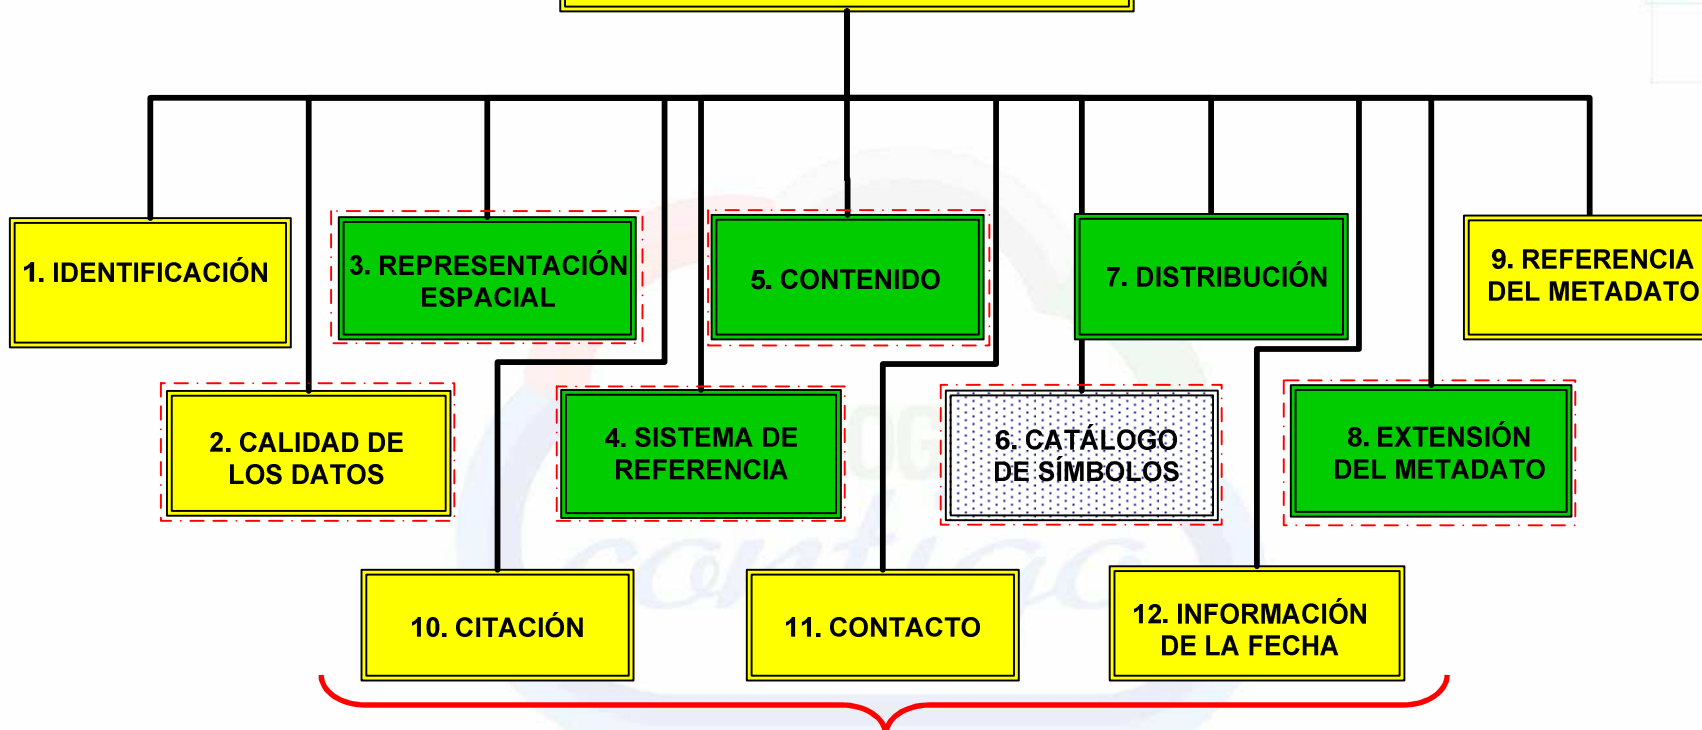 1. IDENTIFICACIÓN
3. REPRESENTACIÓN
ESPACIAL
5. CONTENIDO
7. DISTRIBUCIÓN
9. REFERENCIA
DEL METADATO
2. CALIDAD DE
LOS DATOS
4. SISTEMA DE
REFERENCIA
6. CATÁLOGO
DE SÍMBOLOS
8. EXTENSIÓN
DEL METADATO
10. CITACIÓN
11. CONTACTO
12. INFORMACIÓN
DE LA FECHA
contigo